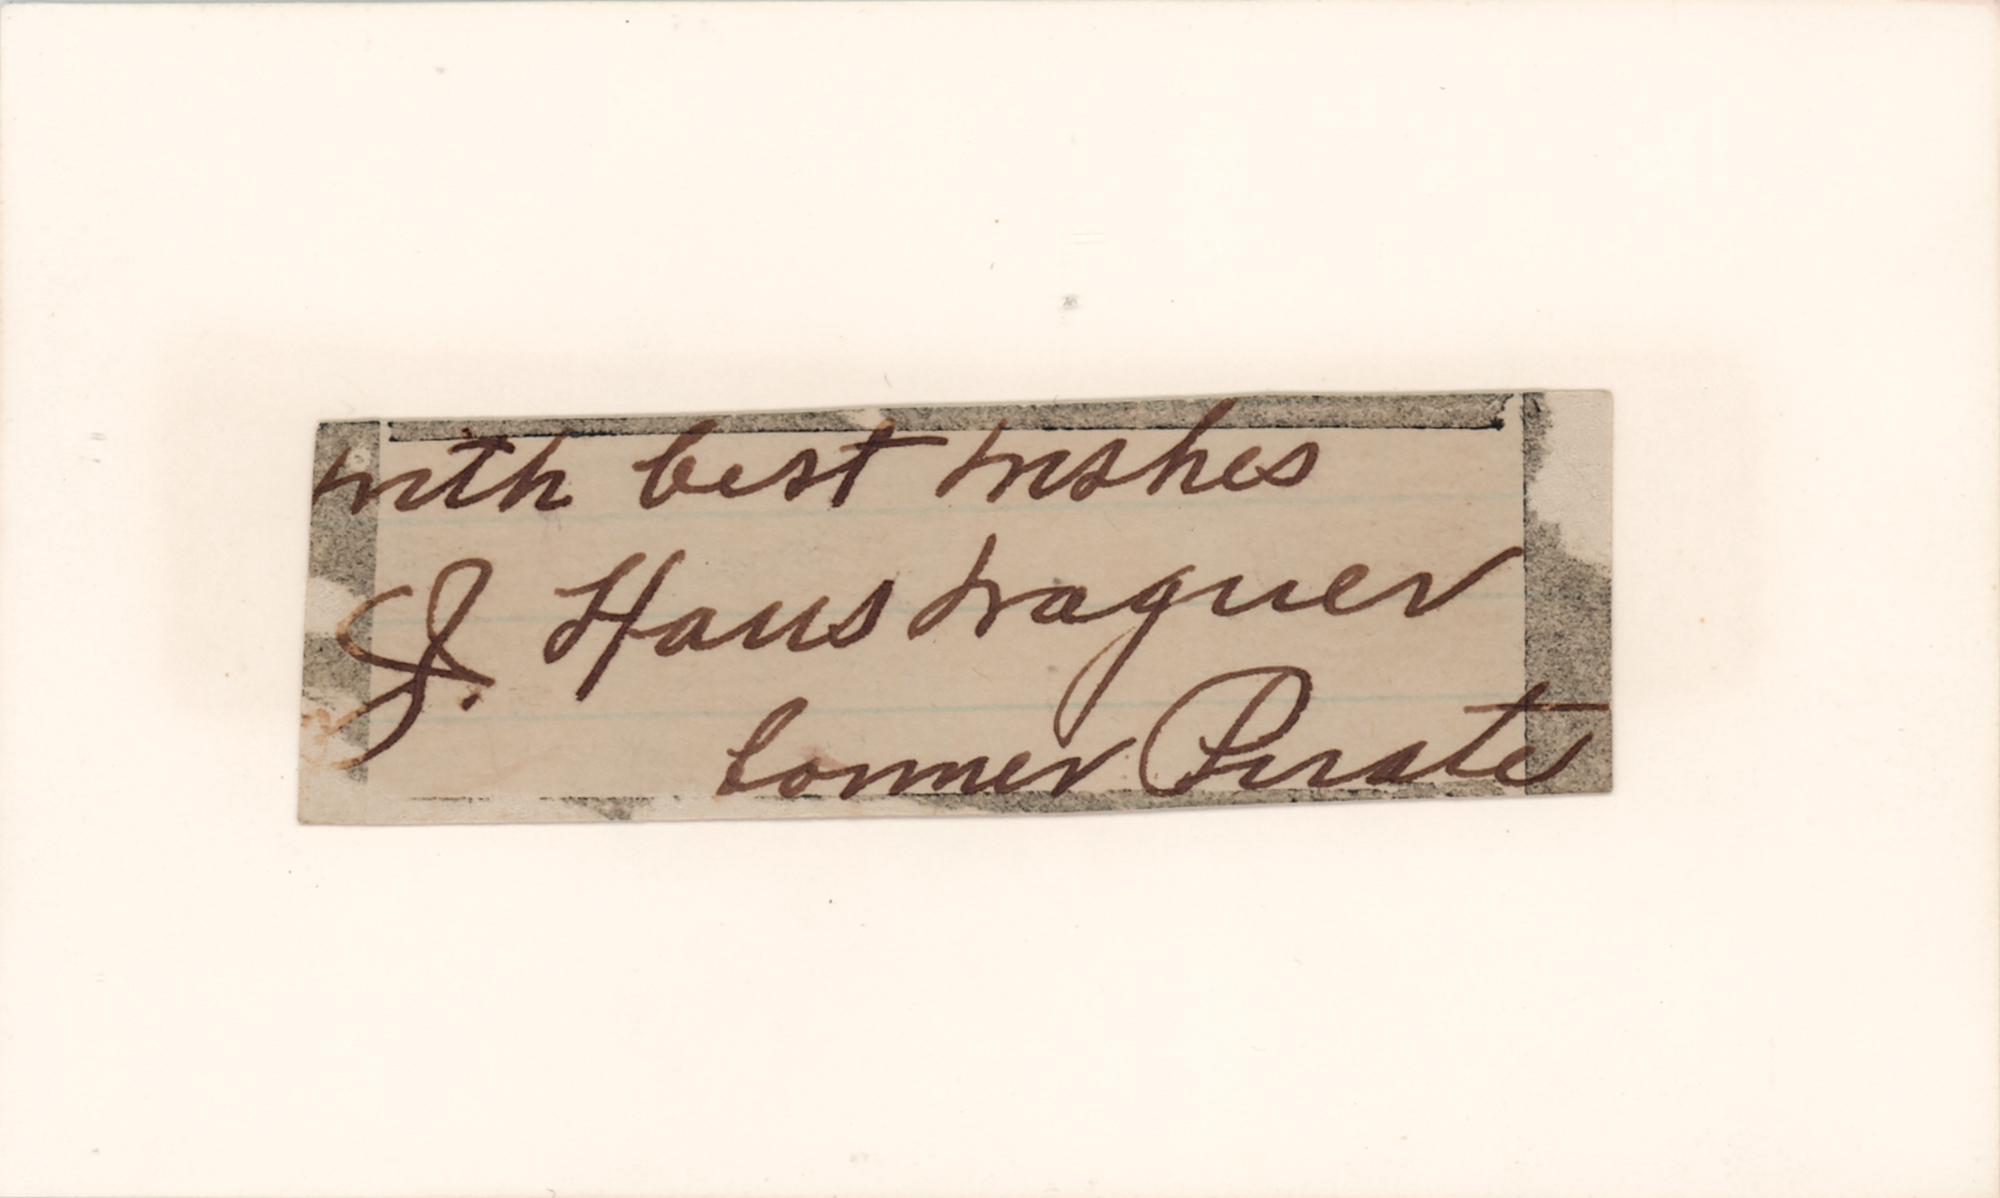 with best wishes
J. Hans Wagner
former Pirate